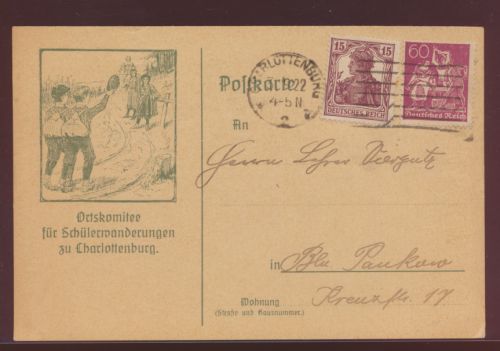 Ortskomitee
für Schülerwanderungen
zu Charlottenburg.
Postkarte
CHARLOTTENBURG
22
4-5 N
2
15 15
DEUTSCHES REICH
60
Deutsches Reich
An
Herrn Lehrer
in Bln Pankow
Wohnung
(Straße und Hausnummer.)
Kreuzstr. 17